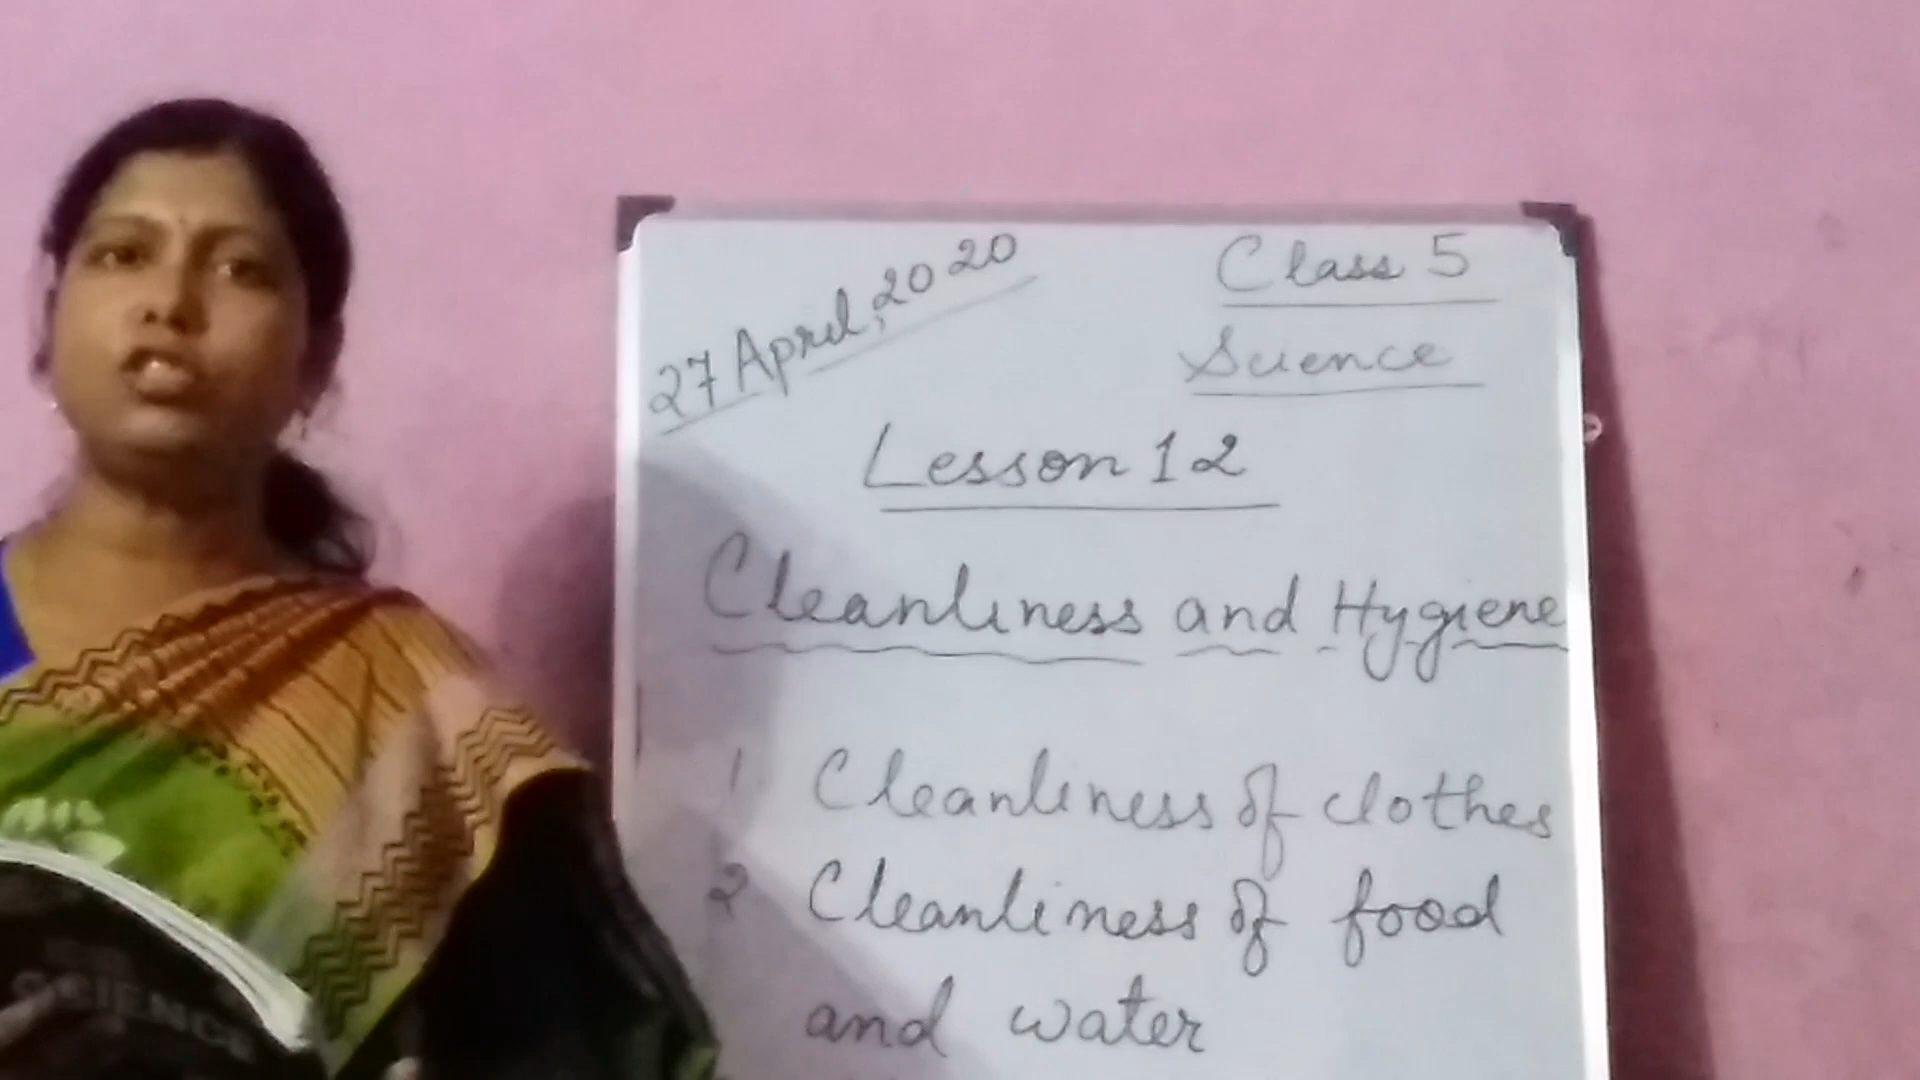 27 April, 2020
Class 5
Science
Lesson 12
Cleanliness and Hygiene
1 Cleanliness of clothes
2 Cleanliness of food
and water
SCIENCE